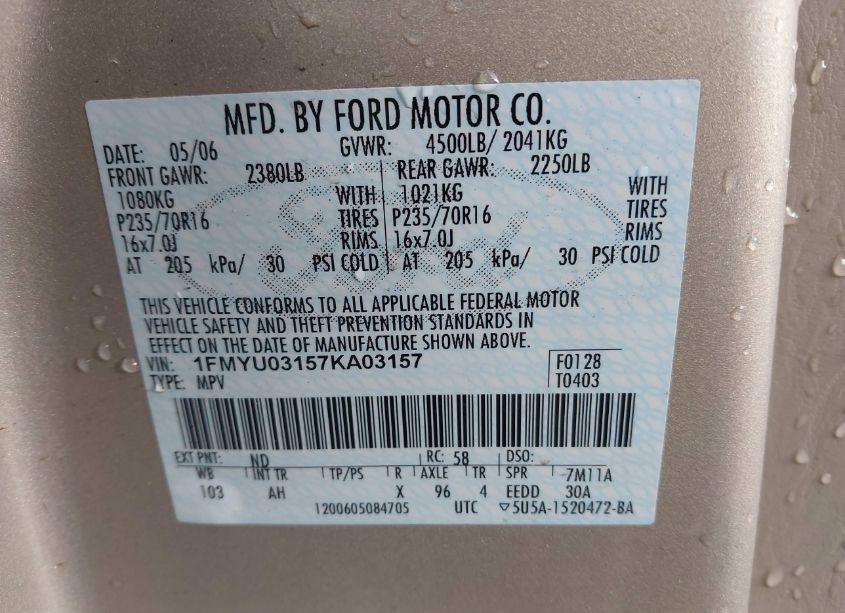 MFD. BY FORD MOTOR CO.
DATE: 05/06 GVWR: 4500LB/ 2041KG
FRONT GAWR: 2380LB REAR GAWR: 2250LB
1080KG WITH 1021KG WITH
P235/70R16 TIRES P235/70R16 TIRES
16x7.0J RIMS 16x7.0J RIMS
AT 205 kPa/ 30 PSI COLD AT 205 kPa/ 30 PSI COLD
THIS VEHICLE CONFORMS TO ALL APPLICABLE FEDERAL MOTOR
VEHICLE SAFETY AND THEFT PREVENTION STANDARDS IN
EFFECT ON THE DATE OF MANUFACTURE SHOWN ABOVE.
VIN: 1FMYU03157KA03157 F0128
TYPE: MPV T0403
EXT PNT: ND RC: 58 DSO:
WB INT TR TP/PS R AXLE TR SPR 7M11A
103 AH X 96 4 EEDD 30A
1200605084705 UTC ▽5U5A-1520472-BA